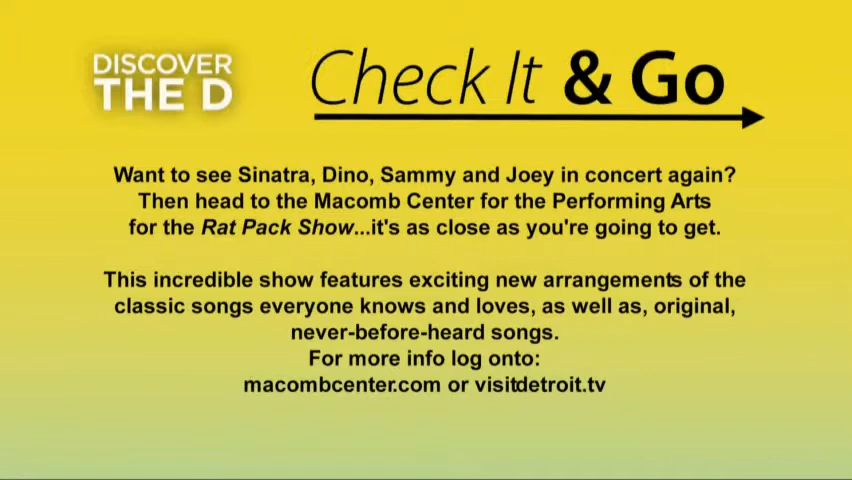 DISCOVER
THE D
Check It & Go
Want to see Sinatra, Dino, Sammy and Joey in concert again?
Then head to the Macomb Center for the Performing Arts
for the Rat Pack Show...it's as close as you're going to get.
This incredible show features exciting new arrangements of the
classic songs everyone knows and loves, as well as, original,
never-before-heard songs.
For more info log onto:
macombcenter.com or visitdetroit.tv